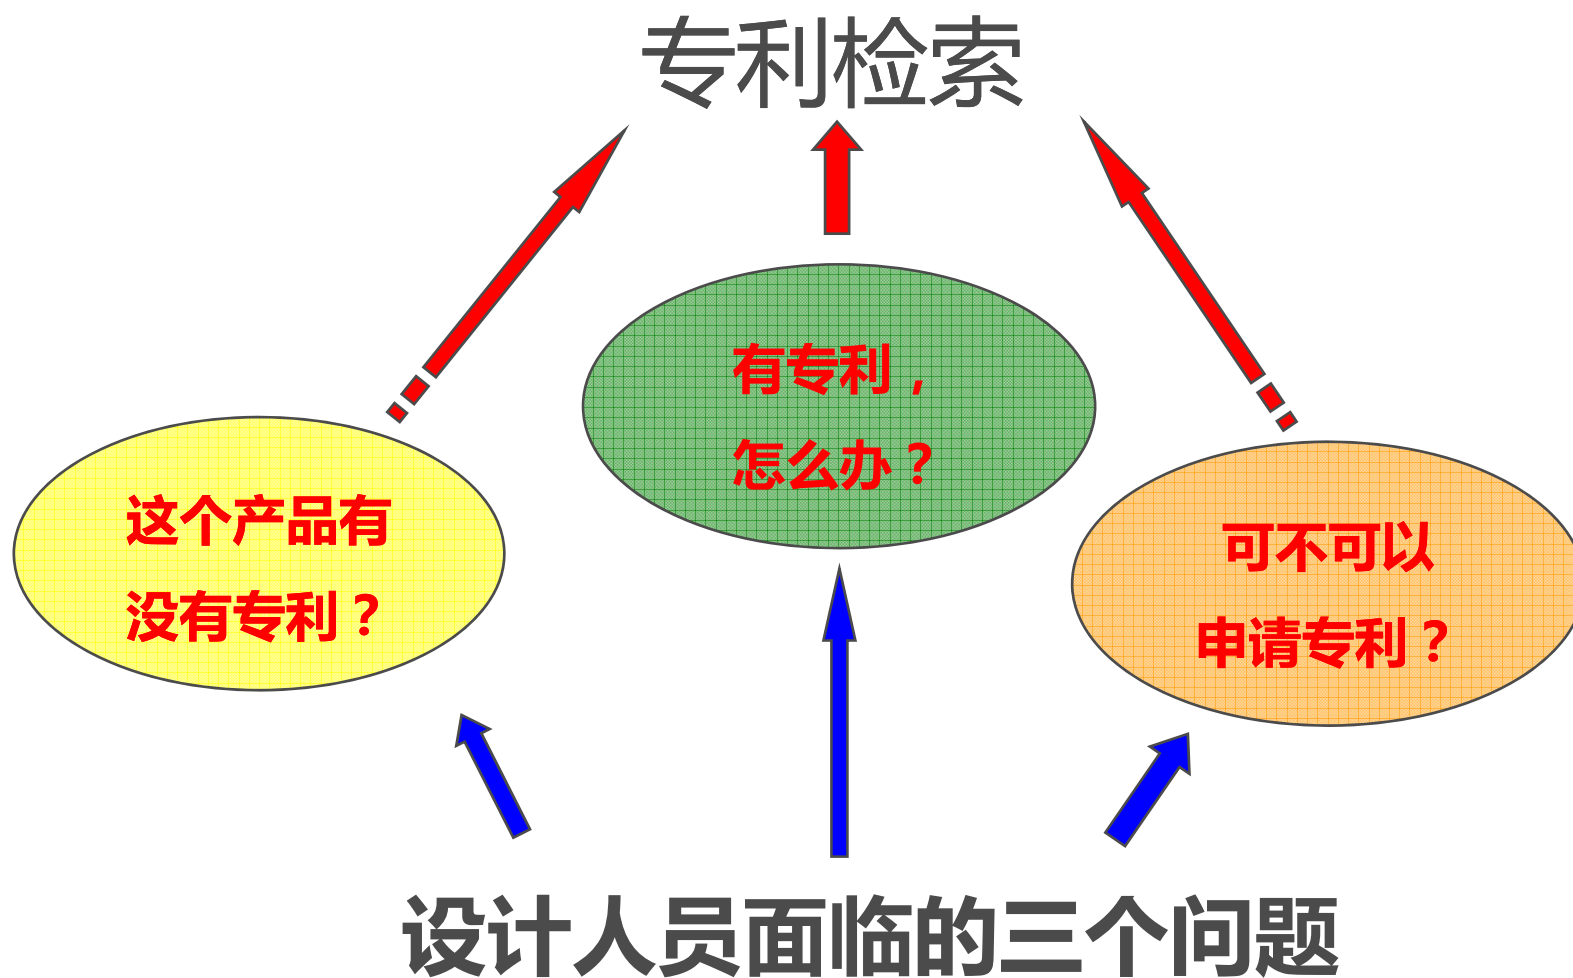 专利检索
有专利，
怎么办？
这个产品有
没有专利？
可不可以
申请专利？
设计人员面临的三个问题